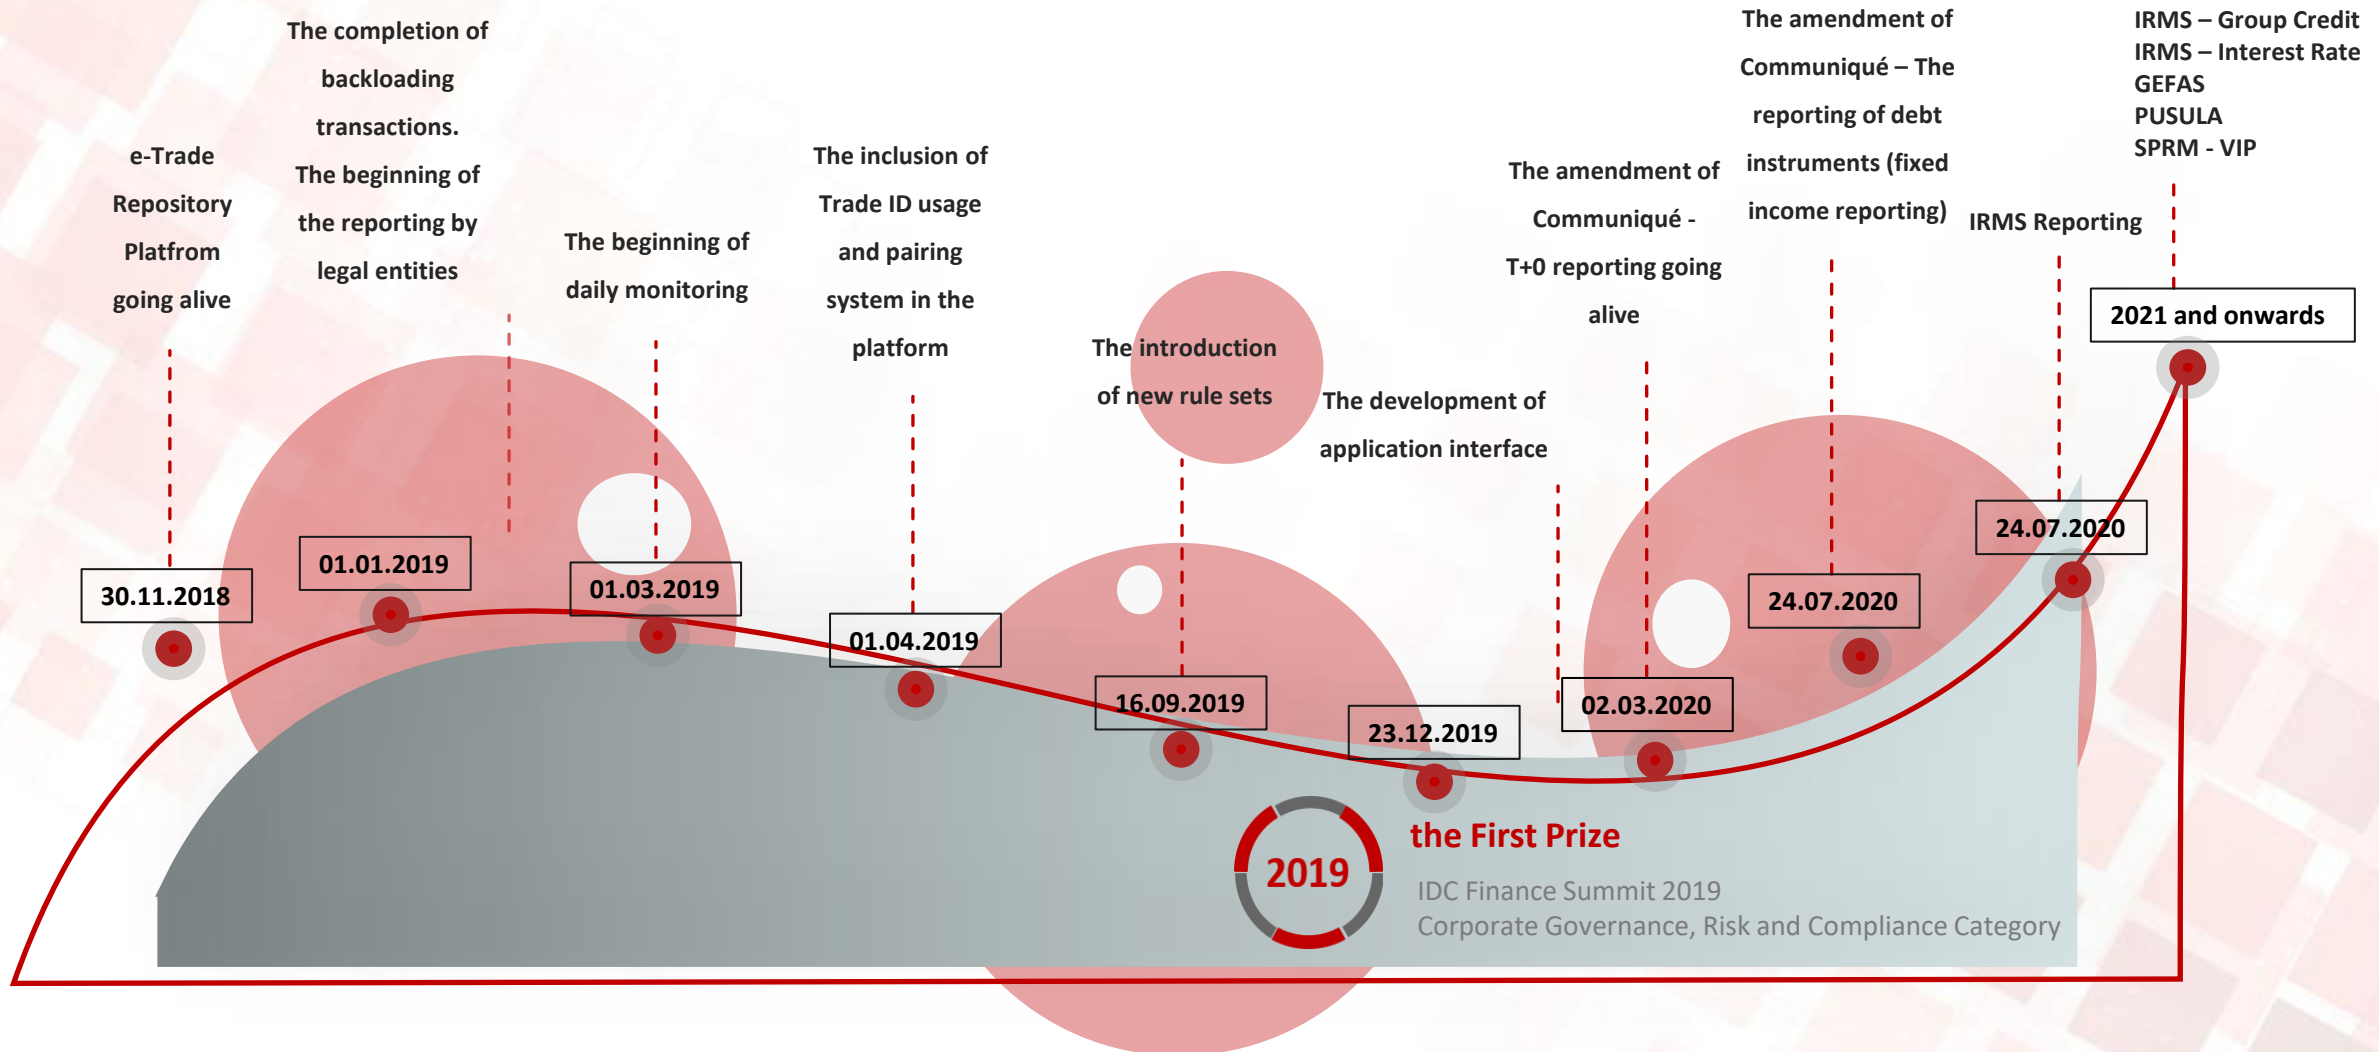 e-Trade
Repository
Platfrom
going alive
30.11.2018
The completion of
backloading
transactions.
The beginning of
the reporting by
legal entities
01.01.2019
The beginning of
daily monitoring
01.03.2019
The inclusion of
Trade ID usage
and pairing
system in the
platform
01.04.2019
The introduction
of new rule sets
16.09.2019
The development of
application interface
23.12.2019
The amendment of
Communiqué -
T+0 reporting going
alive
02.03.2020
The amendment of
Communiqué – The
reporting of debt
instruments (fixed
income reporting)
24.07.2020
IRMS Reporting
24.07.2020
IRMS – Group Credit
IRMS – Interest Rate
GEFAS
PUSULA
SPRM - VIP
2021 and onwards
2019
the First Prize
IDC Finance Summit 2019
Corporate Governance, Risk and Compliance Category